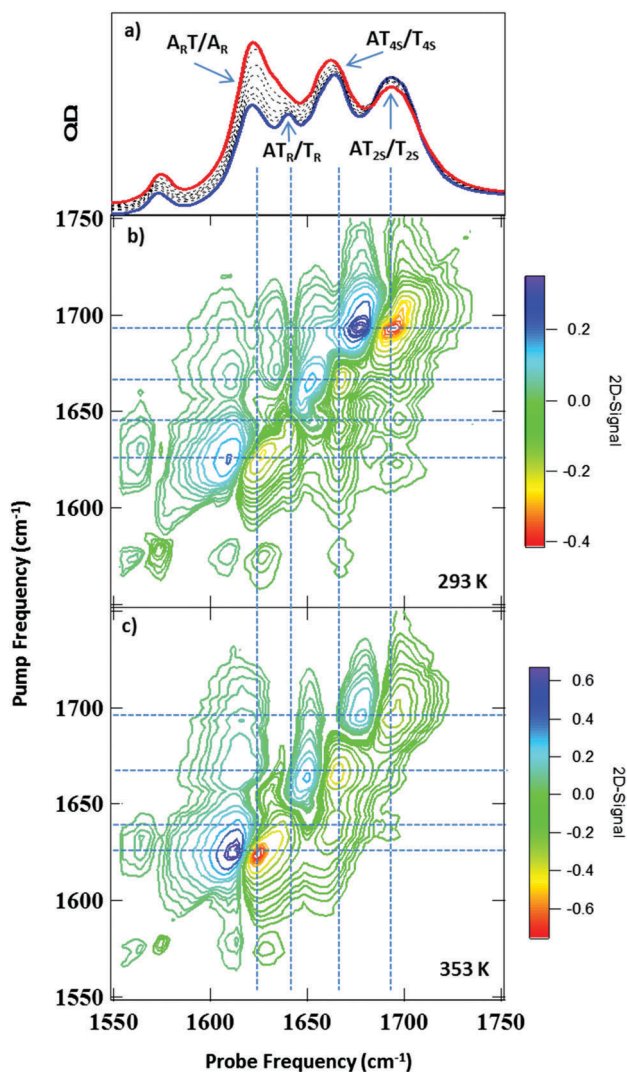 a)
A_RT/A_R
AT_4S/T_4S
OD
AT_R/T_R
AT_2S/T_2S
1750
b)
1700
0.2
1650
0.0
2D-Signal
-0.2
1600
-0.4
293 K
Pump Frequency (cm⁻¹)
c)
0.6
1700
0.4
0.2
1650
0.0
2D-Signal
-0.2
1600
-0.4
-0.6
353 K
1550
1550 1600 1650 1700 1750
Probe Frequency (cm⁻¹)